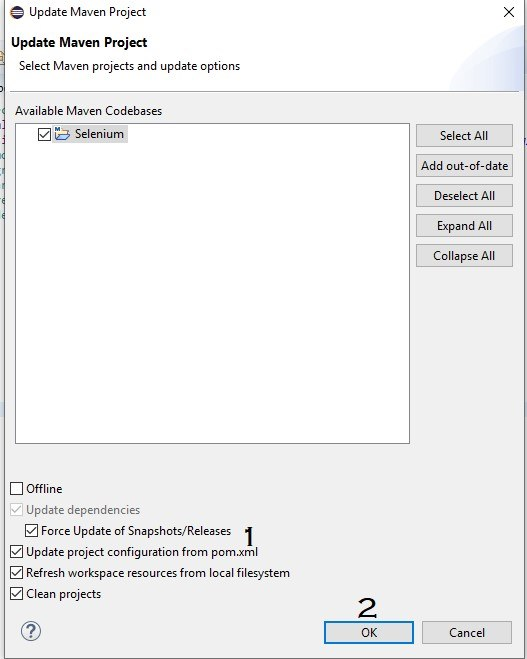 Update Maven Project
Update Maven Project
Select Maven projects and update options
Available Maven Codebases
Selenium
Select All
Add out-of-date
Deselect All
Expand All
Collapse All
Offline
Update dependencies
Force Update of Snapshots/Releases 1
Update project configuration from pom.xml
Refresh workspace resources from local filesystem
Clean projects
2
OK
Cancel